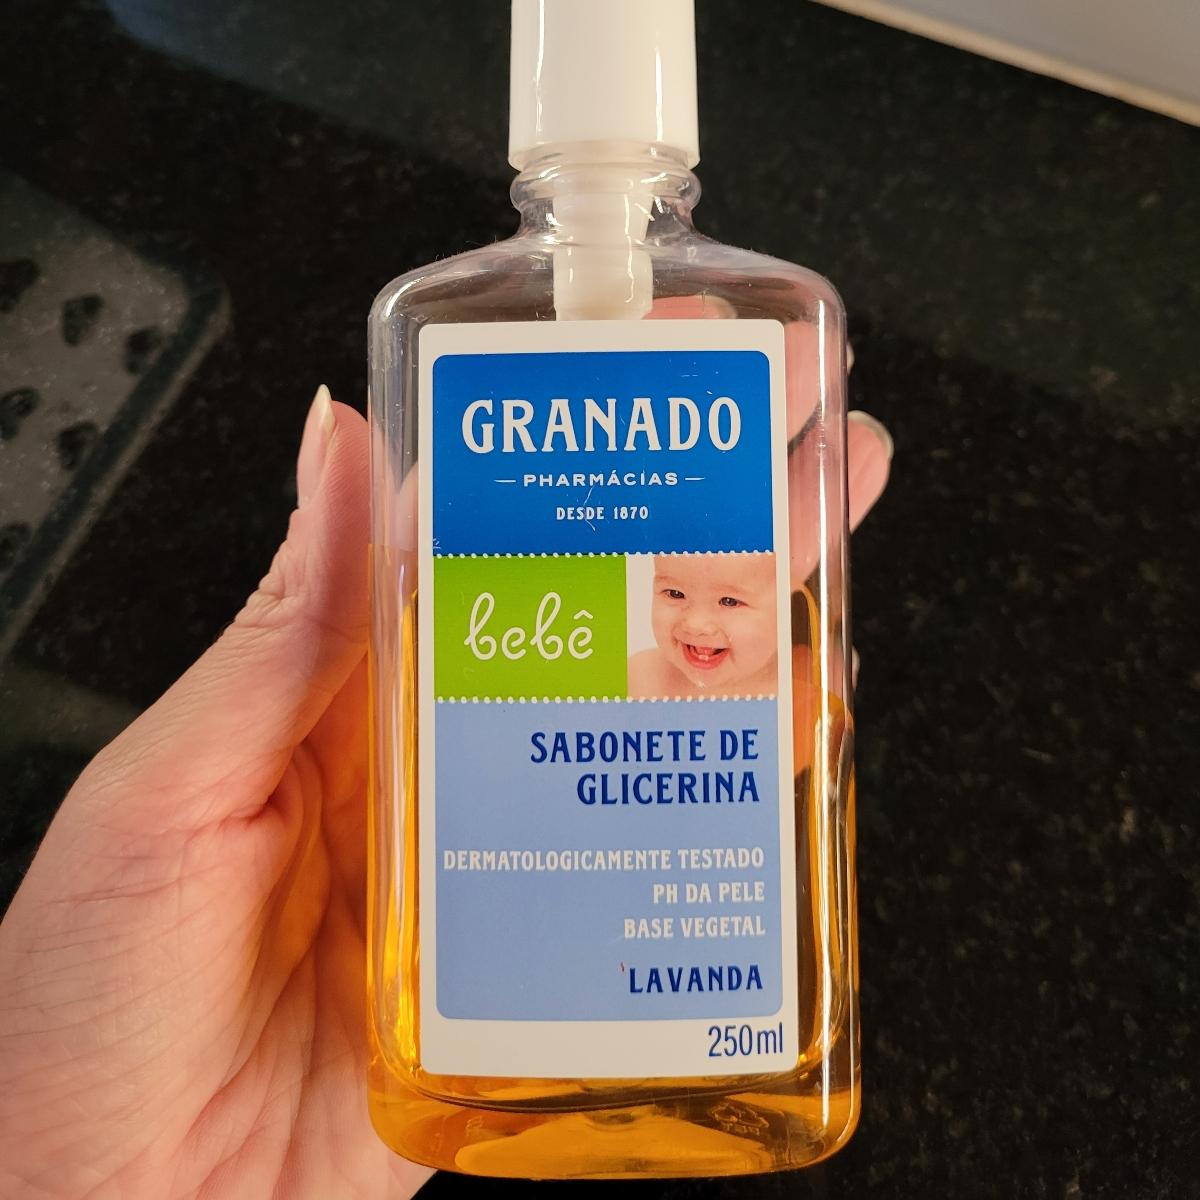 GRANADO
PHARMÁCIAS
DESDE 1870
bebê
SABONETE DE
GLICERINA
DERMATOLOGICAMENTE TESTADO
PH DA PELE
BASE VEGETAL
LAVANDA
250ml